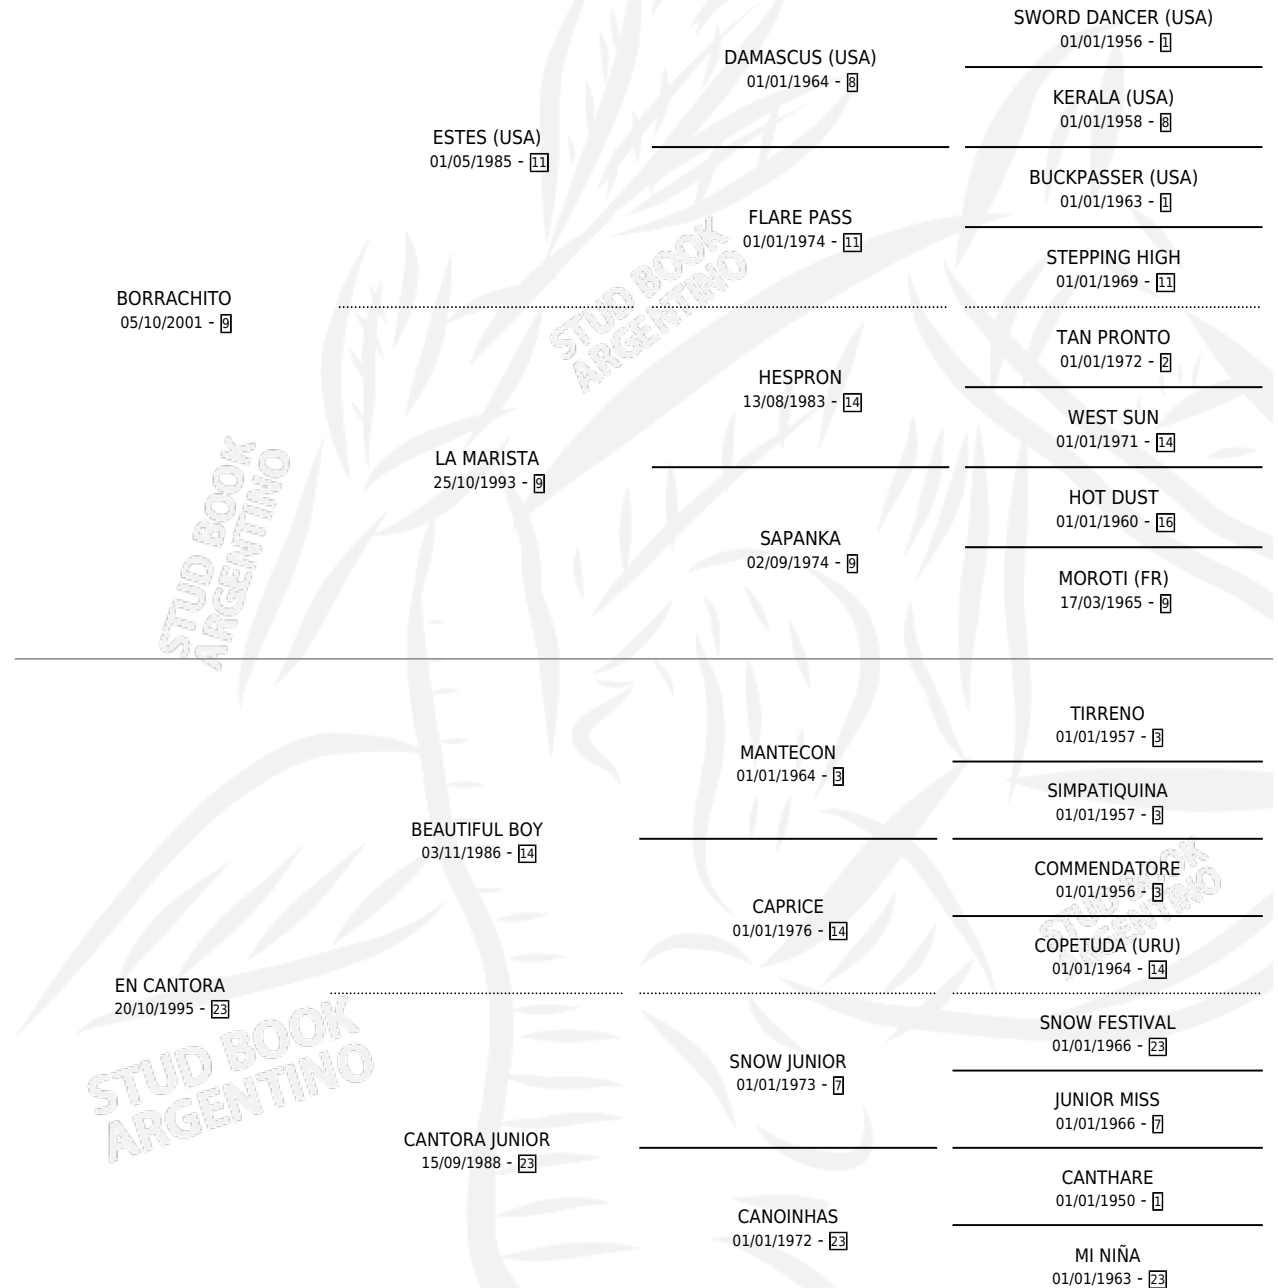 SWORD DANCER (USA)
01/01/1956 - 1
DAMASCUS (USA)
01/01/1964 - 8
KERALA (USA)
01/01/1958 - 8
ESTES (USA)
01/05/1985 - 11
BUCKPASSER (USA)
01/01/1963 - 1
FLARE PASS
01/01/1974 - 11
STEPPING HIGH
01/01/1969 - 11
BORRACHITO
05/10/2001 - 9
TAN PRONTO
01/01/1972 - 2
HESPRON
13/08/1983 - 14
WEST SUN
01/01/1971 - 14
LA MARISTA
25/10/1993 - 9
HOT DUST
01/01/1960 - 16
SAPANKA
02/09/1974 - 9
MOROTI (FR)
17/03/1965 - 9
STUD BOOK
ARGENTINO
STUD BOOK
ARGENTINO
TIRRENO
01/01/1957 - 3
MANTECON
01/01/1964 - 3
SIMPATIQUINA
01/01/1957 - 3
BEAUTIFUL BOY
03/11/1986 - 14
COMMENDATORE
01/01/1956 - 3
CAPRICE
01/01/1976 - 14
COPETUDA (URU)
01/01/1964 - 14
STUD BOOK
ARGENTINO
EN CANTORA
20/10/1995 - 23
SNOW FESTIVAL
01/01/1966 - 23
SNOW JUNIOR
01/01/1973 - 7
JUNIOR MISS
01/01/1966 - 7
CANTORA JUNIOR
15/09/1988 - 23
CANTHARE
01/01/1950 - 1
CANOINHAS
01/01/1972 - 23
MI NIÑA
01/01/1963 - 23
STUD BOOK
ARGENTINO